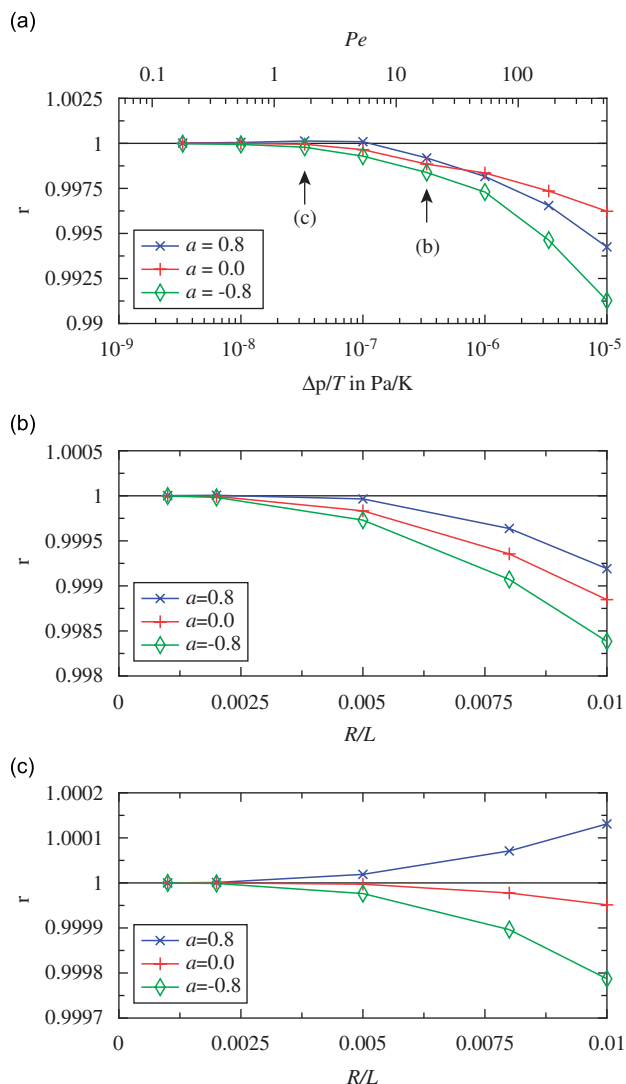 (a)
Pe
0.1 1 10 100
1.0025
1
0.9975
0.995
0.9925
0.99
r
(c)
(b)
a = 0.8
a = 0.0
a = -0.8
10-9 10-8 10-7 10-6 10-5
Δp/T in Pa/K
(b)
1.0005
1
0.9995
0.999
0.9985
0.998
r
a=0.8
a=0.0
a=-0.8
0 0.0025 0.005 0.0075 0.01
R/L
(c)
1.0002
1.0001
1
0.9999
0.9998
0.9997
r
a=0.8
a=0.0
a=-0.8
0 0.0025 0.005 0.0075 0.01
R/L